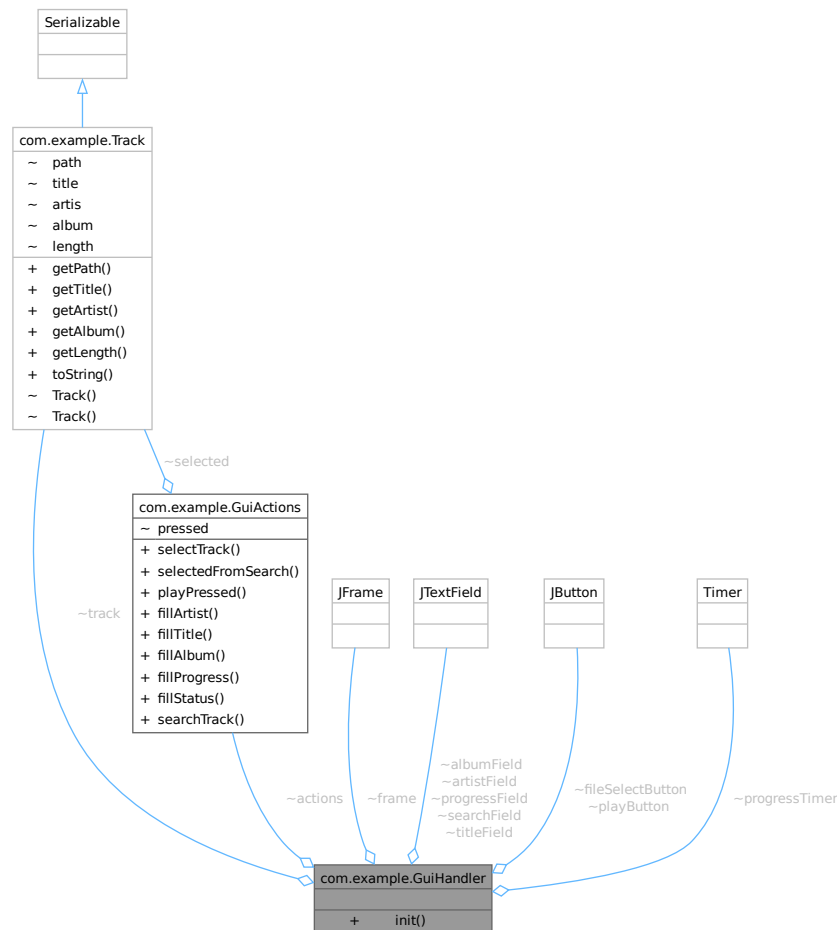 Serializable
com.example.Track
~ path
~ title
~ artis
~ album
~ length
+ getPath()
+ getTitle()
+ getArtist()
+ getAlbum()
+ getLength()
+ toString()
~ Track()
~ Track()
~selected
com.example.GuiActions
~ pressed
+ selectTrack()
+ selectedFromSearch()
+ playPressed()
+ fillArtist()
+ fillTitle()
+ fillAlbum()
+ fillProgress()
+ fillStatus()
+ searchTrack()
JFrame
JTextField
JButton
Timer
~track
~actions
~frame
~albumField
~artistField
~progressField
~searchField
~titleField
~fileSelectButton
~playButton
~progressTimer
com.example.GuiHandler
+ init()